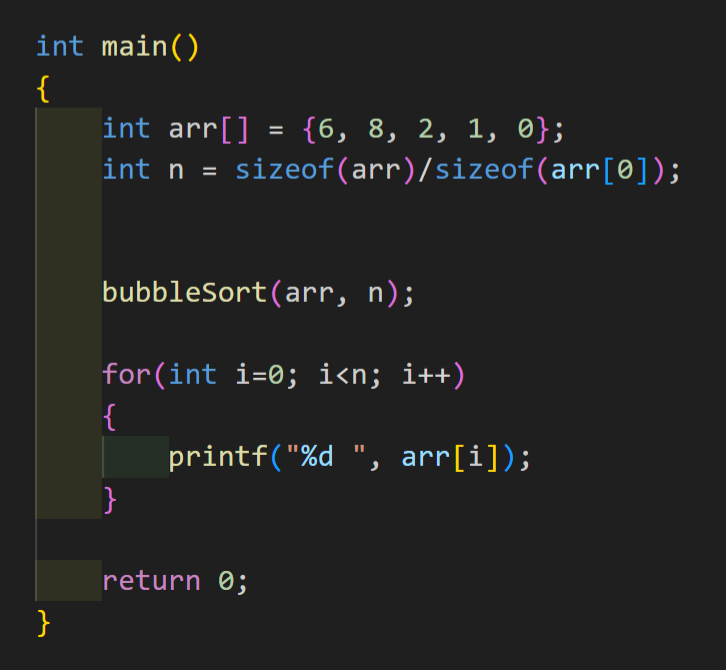 int main()
{
int arr[] = {6, 8, 2, 1, 0};
int n = sizeof(arr)/sizeof(arr[0]);
bubbleSort(arr, n);
for(int i=0; i<n; i++)
{
printf("%d ", arr[i]);
}
return 0;
}